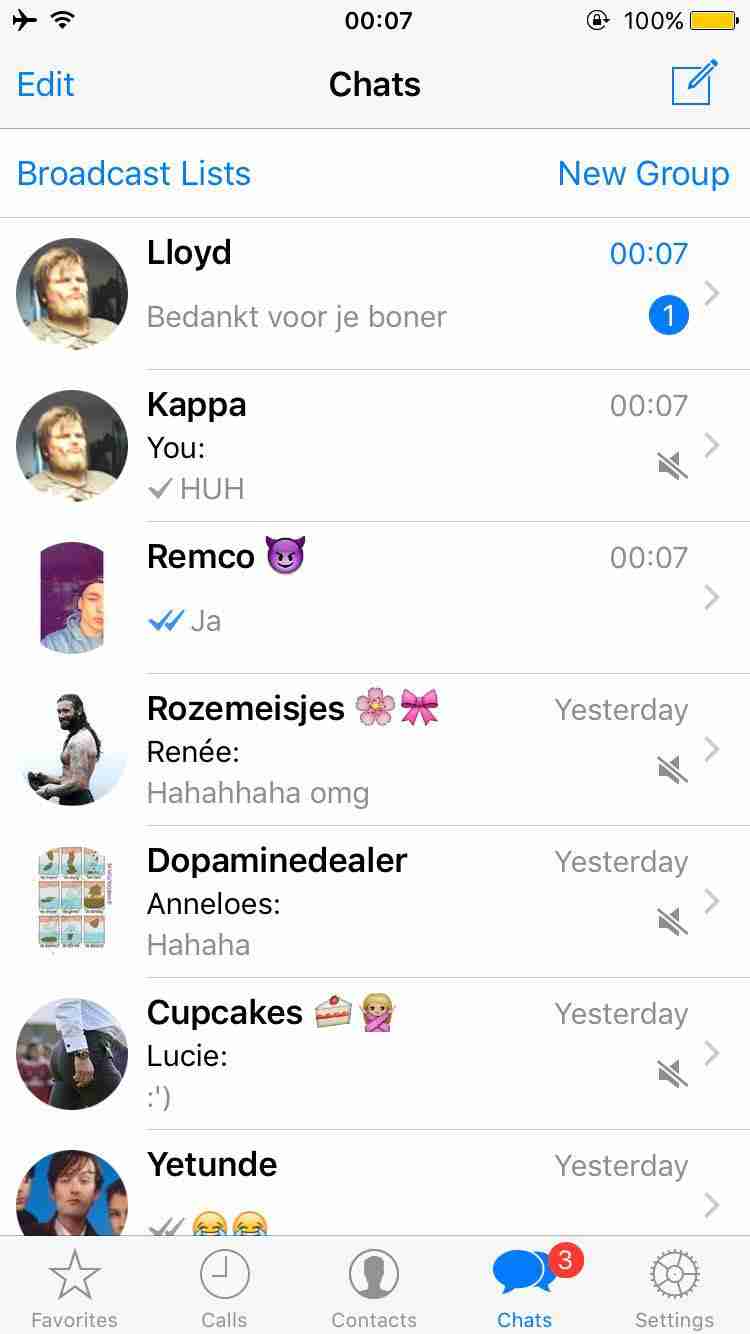 00:07 100%
Edit Chats
Broadcast Lists New Group
Lloyd 00:07
Bedankt voor je boner 1
Kappa 00:07
You:
HUH
Remco 😈 00:07
Ja
Rozemeisjes 🌸🎀 Yesterday
Renée:
Hahahhaha omg
Dopaminedealer Yesterday
Anneloes:
Hahaha
Cupcakes 🍰🙅🏼 Yesterday
Lucie:
:')
Yetunde Yesterday
😂😂
3
Favorites Calls Contacts Chats Settings